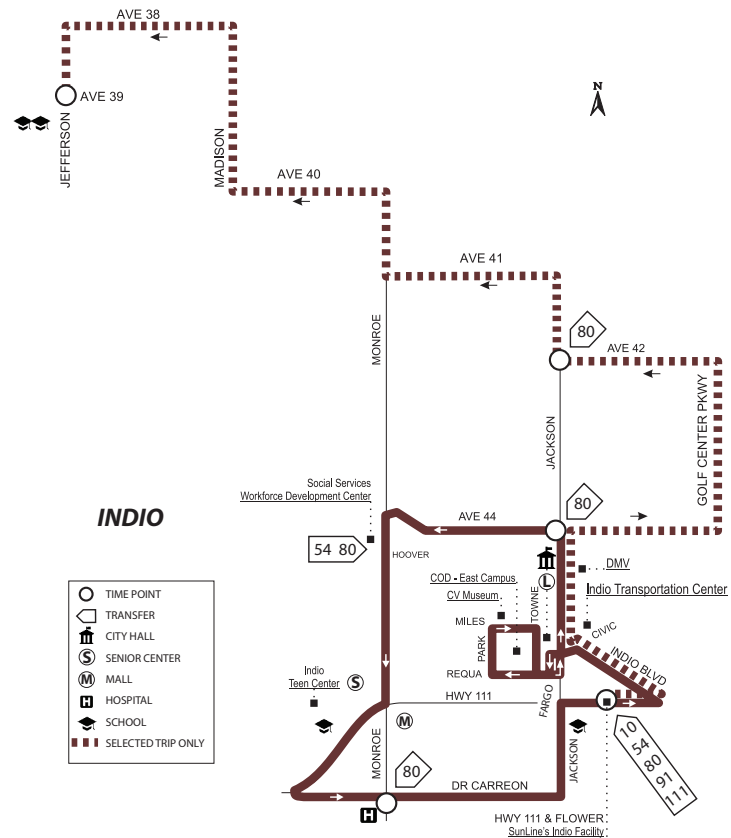 AVE 38
N
AVE 39
JEFFERSON
MADISON
AVE 40
AVE 41
MONROE
80
AVE 42
GOLF CENTER PKWY
JACKSON
Social Services
Workforce Development Center
INDIO
80
AVE 44
54 80
HOOVER
DMV
COD - East Campus
L
Indio Transportation Center
CV Museum
TOWNE
MILES
CIVIC
PARK
INDIO BLVD
REQUA
Indio
Teen Center
S
HWY 111
FARGO
M
MONROE
JACKSON
10
54
80
91
111
80
DR CARREON
H
HWY 111 & FLOWER
SunLine's Indio Facility
TIME POINT
TRANSFER
CITY HALL
S SENIOR CENTER
M MALL
H HOSPITAL
SCHOOL
SELECTED TRIP ONLY